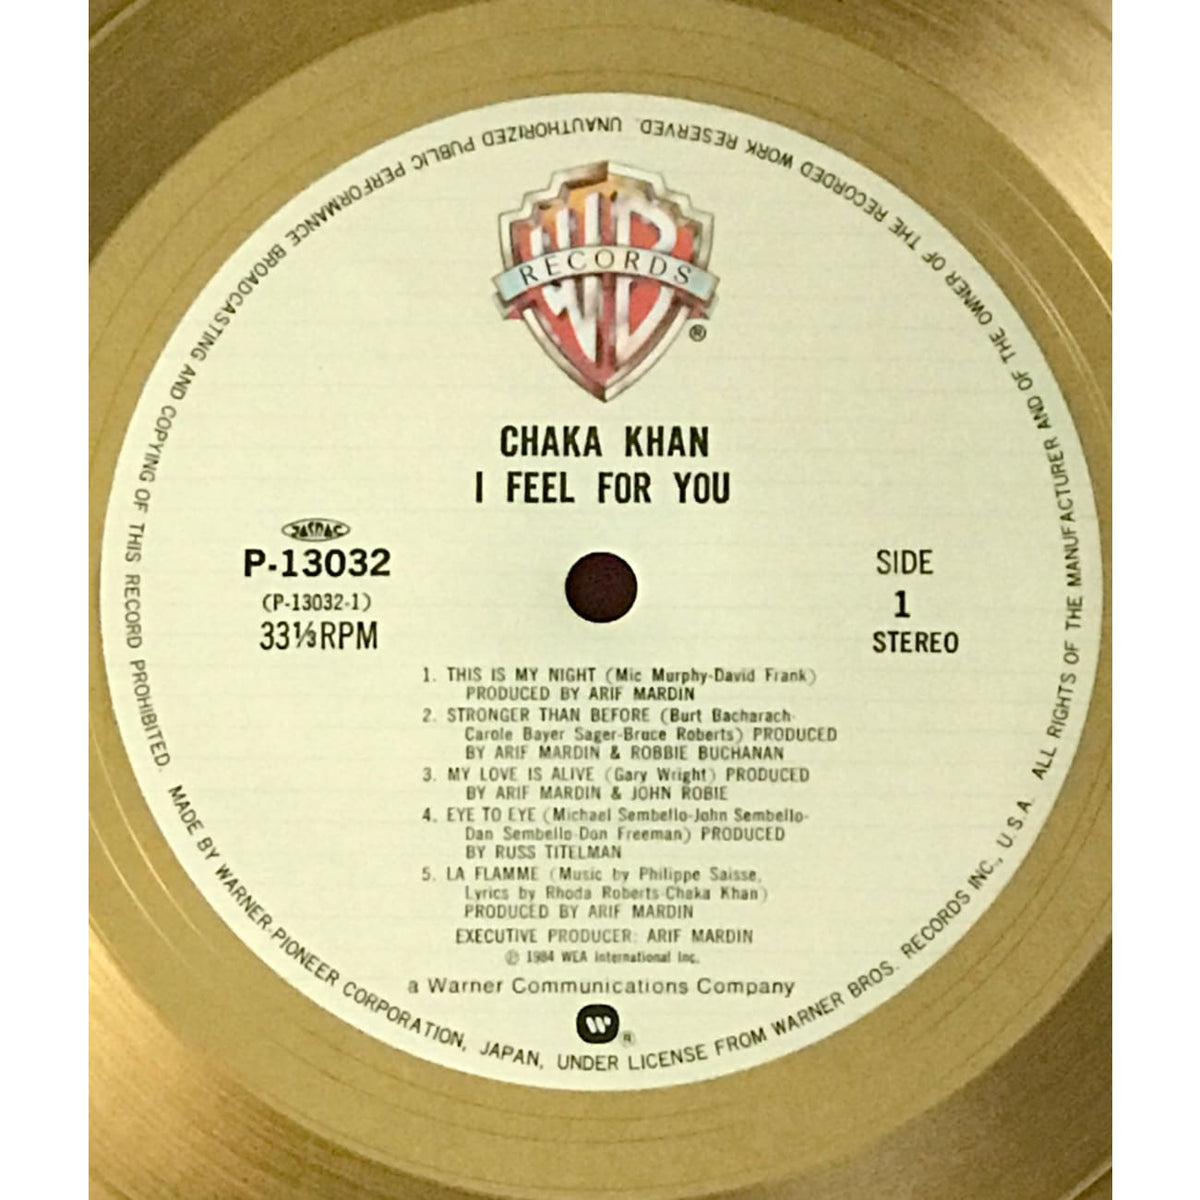 WB
RECORDS
®
CHAKA KHAN
I FEEL FOR YOU
JASRAC
P-13032
(P-13032-1)
33⅓RPM
SIDE
1
STEREO
1. THIS IS MY NIGHT (Mic Murphy-David Frank)
PRODUCED BY ARIF MARDIN
2. STRONGER THAN BEFORE (Burt Bacharach-
Carole Bayer Sager-Bruce Roberts) PRODUCED
BY ARIF MARDIN & ROBBIE BUCHANAN
3. MY LOVE IS ALIVE (Gary Wright) PRODUCED
BY ARIF MARDIN & JOHN ROBIE
4. EYE TO EYE (Michael Sembello-John Sembello-
Dan Sembello-Don Freeman) PRODUCED
BY RUSS TITELMAN
5. LA FLAMME (Music by Philippe Saisse,
Lyrics by Rhoda Roberts-Chaka Khan)
PRODUCED BY ARIF MARDIN
EXECUTIVE PRODUCER: ARIF MARDIN
℗ 1984 WEA International Inc.
a Warner Communications Company
W ®
MADE BY WARNER-PIONEER CORPORATION, JAPAN, UNDER LICENSE FROM WARNER BROS. RECORDS INC., U.S.A. ALL RIGHTS OF THE MANUFACTURER AND OF THE OWNER OF THE RECORDED WORK RESERVED. UNAUTHORIZED PUBLIC PERFORMANCE BROADCASTING AND COPYING OF THIS RECORD PROHIBITED.